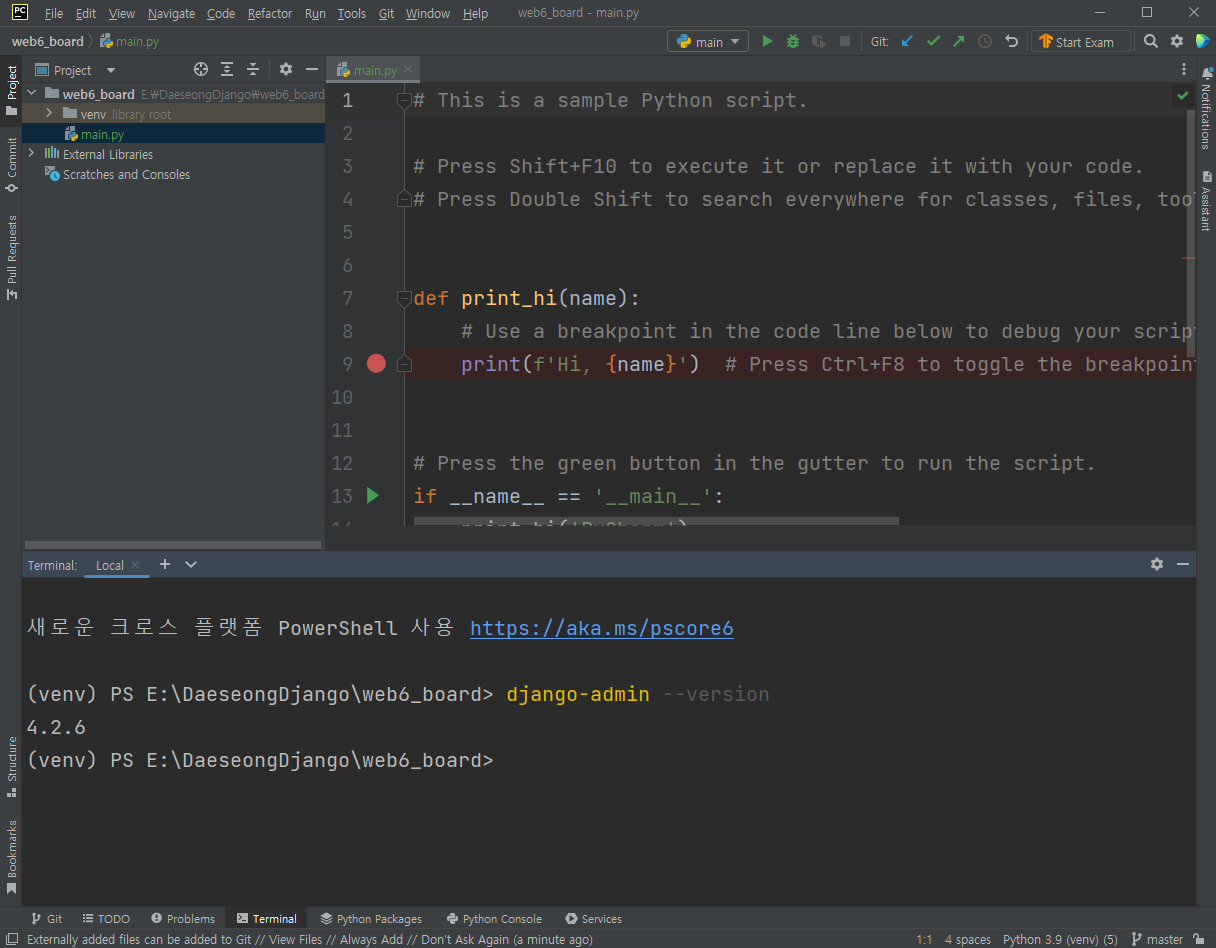 PC File Edit View Navigate Code Refactor Run Tools Git Window Help web6_board - main.py
web6_board main.py main Git: Start Exam
Project
Project
main.py
web6_board E:₩DaeseongDjango₩web6_board
venv library root
main.py
External Libraries
Scratches and Consoles
Commit
Pull Requests
Notifications
Assistant
1 # This is a sample Python script.
2
3 # Press Shift+F10 to execute it or replace it with your code.
4 # Press Double Shift to search everywhere for classes, files, too
5
6
7 def print_hi(name):
8 # Use a breakpoint in the code line below to debug your scrip
9 print(f'Hi, {name}') # Press Ctrl+F8 to toggle the breakpoin
10
11
12 # Press the green button in the gutter to run the script.
13 if __name__ == '__main__':
14 print_hi('PyCharm')
Terminal: Local
새로운 크로스 플랫폼 PowerShell 사용 https://aka.ms/pscore6
(venv) PS E:\DaeseongDjango\web6_board> django-admin --version
4.2.6
(venv) PS E:\DaeseongDjango\web6_board>
Structure
Bookmarks
Git TODO Problems Terminal Python Packages Python Console Services
Externally added files can be added to Git // View Files // Always Add // Don't Ask Again (a minute ago) 1:1 4 spaces Python 3.9 (venv) (5) master